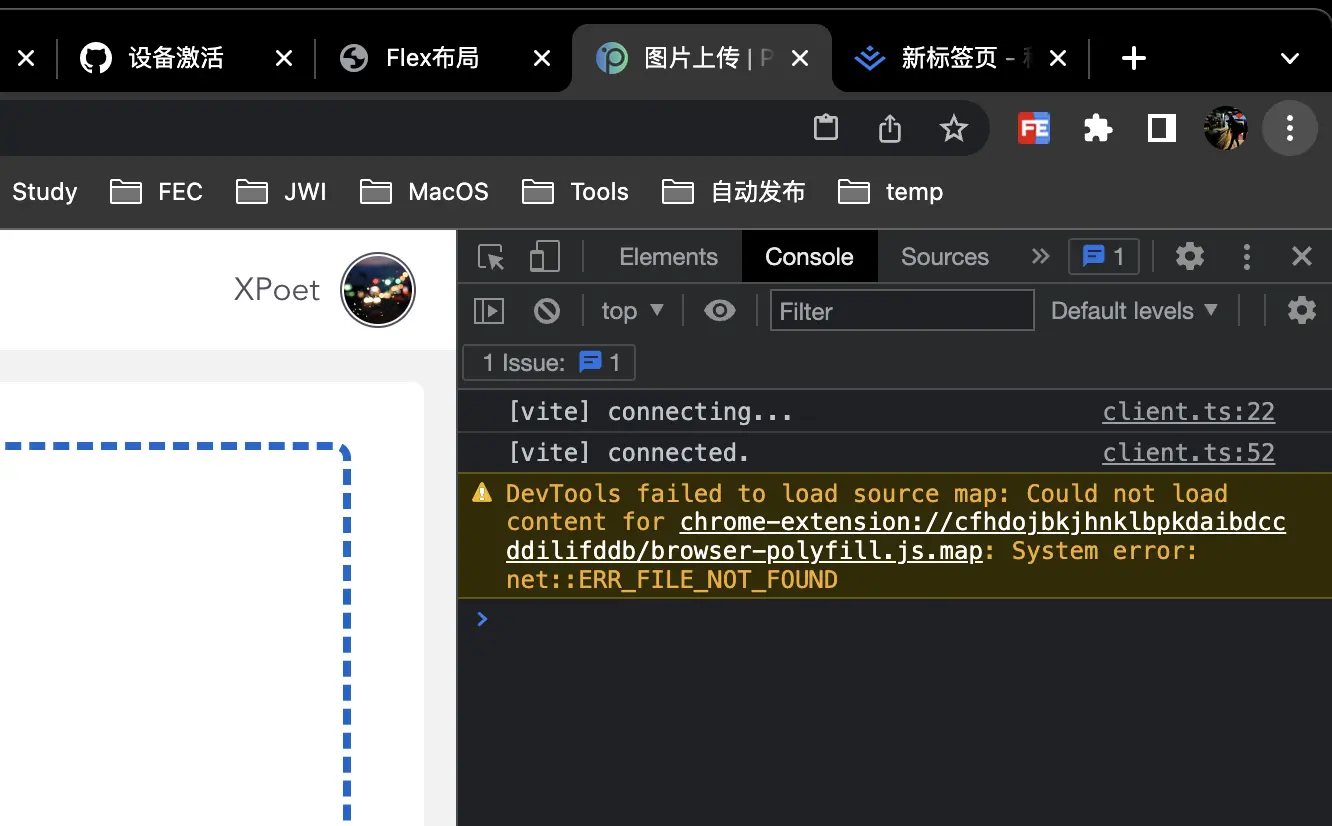 设备激活
Flex布局
图片上传 | P
新标签页 -
FE
Study
FEC
JWI
MacOS
Tools
自动发布
temp
XPoet
Elements
Console
Sources
1
top
Filter
Default levels
1 Issue:
1
[vite] connecting...
client.ts:22
[vite] connected.
client.ts:52
DevTools failed to load source map: Could not load
content for chrome-extension://cfhdojbkjhnklbpkdaibdcc
ddilifddb/browser-polyfill.js.map: System error:
net::ERR_FILE_NOT_FOUND